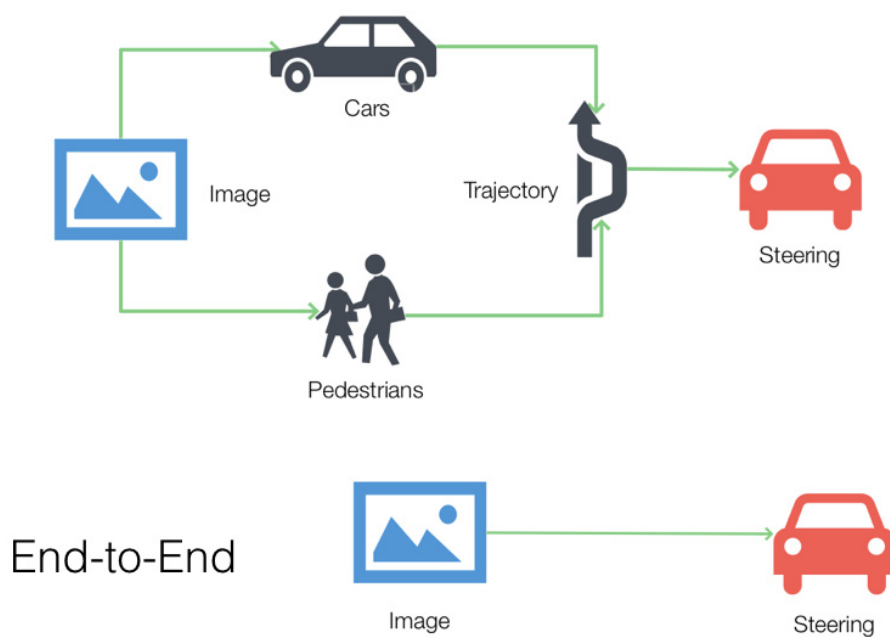 Cars
Image
Trajectory
Steering
Pedestrians
End-to-End
Image
Steering